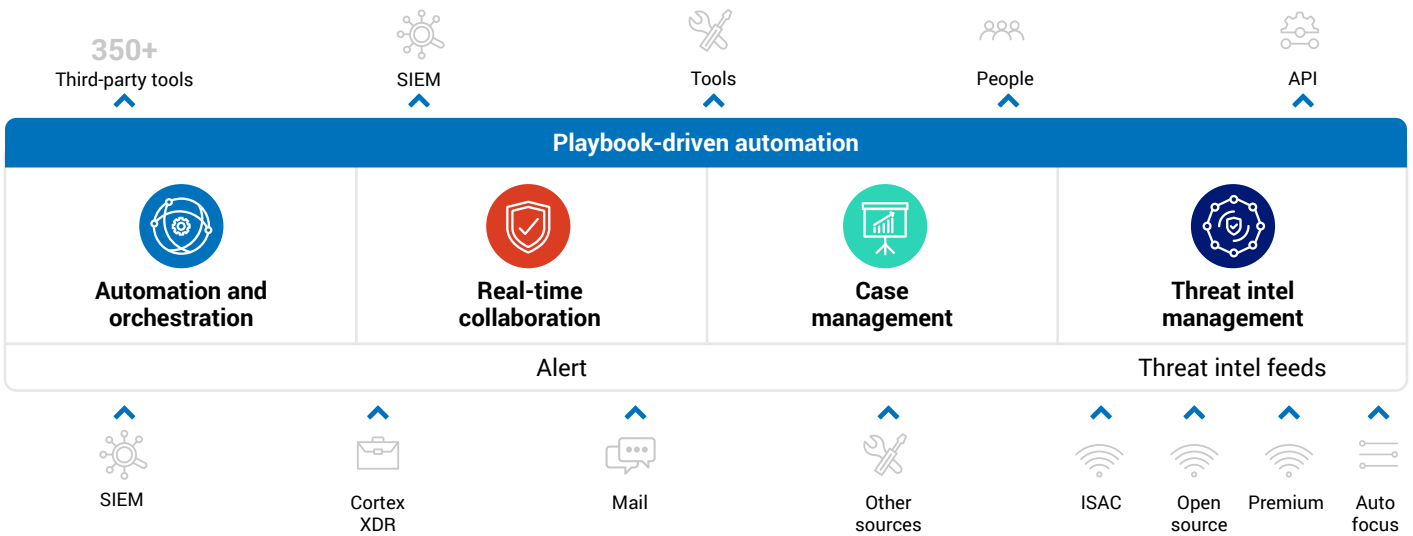 350+
Third-party tools
SIEM
Tools
People
API
Playbook-driven automation
Automation and
orchestration
Real-time
collaboration
Case
management
Threat intel
management
Alert
Threat intel feeds
SIEM
Cortex
XDR
Mail
Other
sources
ISAC
Open
source
Premium
Auto
focus